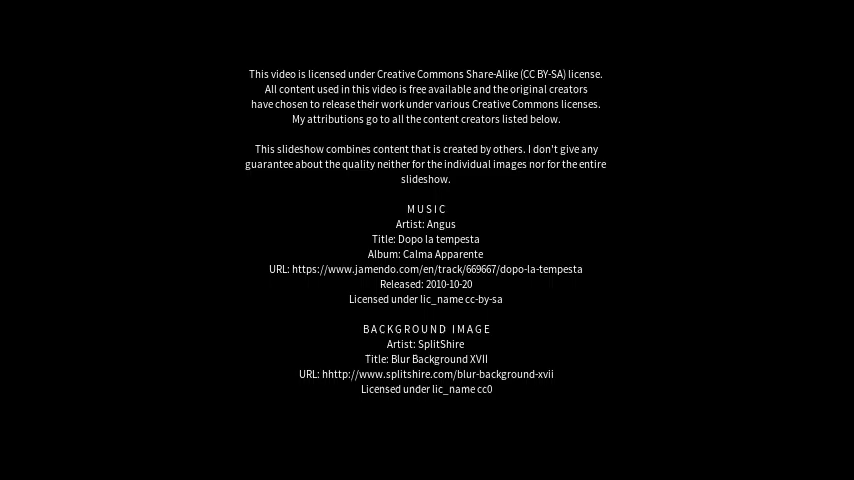 This video is licensed under Creative Commons Share-Alike (CC BY-SA) license.
All content used in this video is free available and the original creators
have chosen to release their work under various Creative Commons licenses.
My attributions go to all the content creators listed below.
This slideshow combines content that is created by others. I don't give any
guarantee about the quality neither for the individual images nor for the entire
slideshow.
MUSIC
Artist: Angus
Title: Dopo la tempesta
Album: Calma Apparente
URL: https://www.jamendo.com/en/track/669667/dopo-la-tempesta
Released: 2010-10-20
Licensed under lic_name cc-by-sa
BACKGROUND IMAGE
Artist: SplitShire
Title: Blur Background XVII
URL: hhttp://www.splitshire.com/blur-background-xvii
Licensed under lic_name cc0